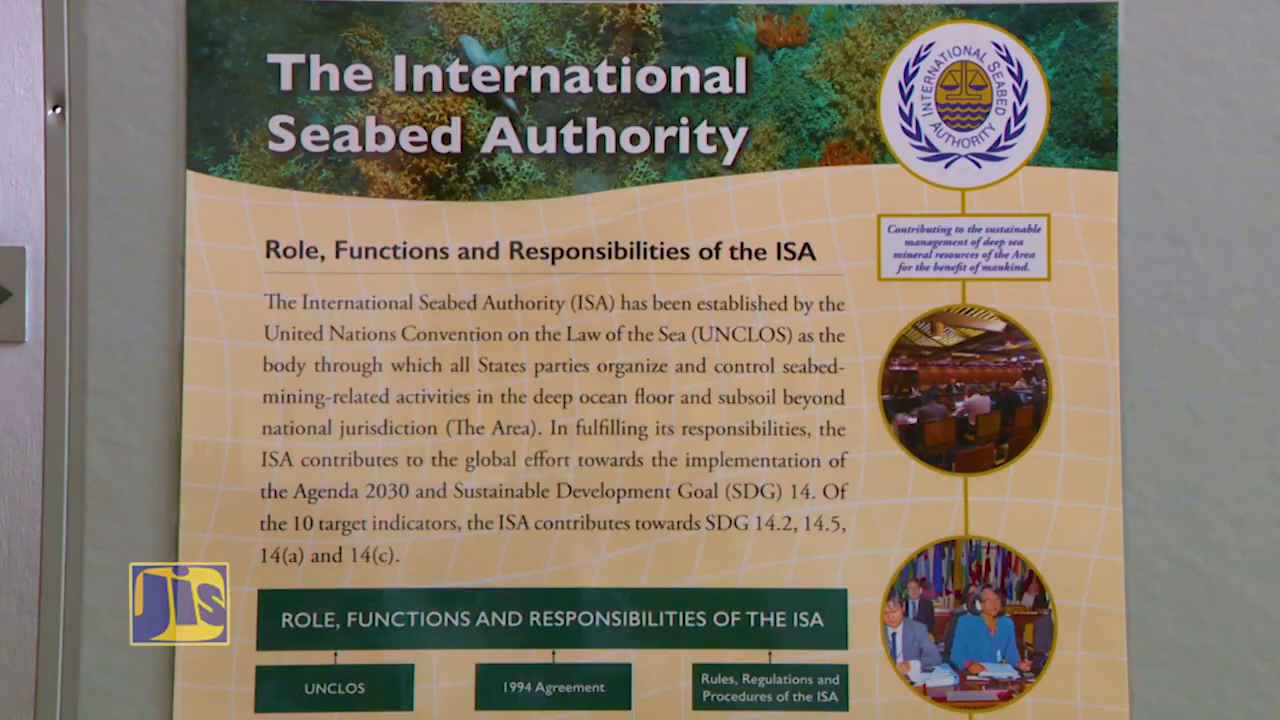 The International
Seabed Authority
INTERNATIONAL SEABED
AUTHORITY
Role, Functions and Responsibilities of the ISA
Contributing to the sustainable
management of deep sea
mineral resources of the Area
for the benefit of mankind.
The International Seabed Authority (ISA) has been established by the
United Nations Convention on the Law of the Sea (UNCLOS) as the
body through which all States parties organize and control seabed-
mining-related activities in the deep ocean floor and subsoil beyond
national jurisdiction (The Area). In fulfilling its responsibilities, the
ISA contributes to the global effort towards the implementation of
the Agenda 2030 and Sustainable Development Goal (SDG) 14. Of
the 10 target indicators, the ISA contributes towards SDG 14.2, 14.5,
14(a) and 14(c).
JIS
ROLE, FUNCTIONS AND RESPONSIBILITIES OF THE ISA
UNCLOS
1994 Agreement
Rules, Regulations and
Procedures of the ISA